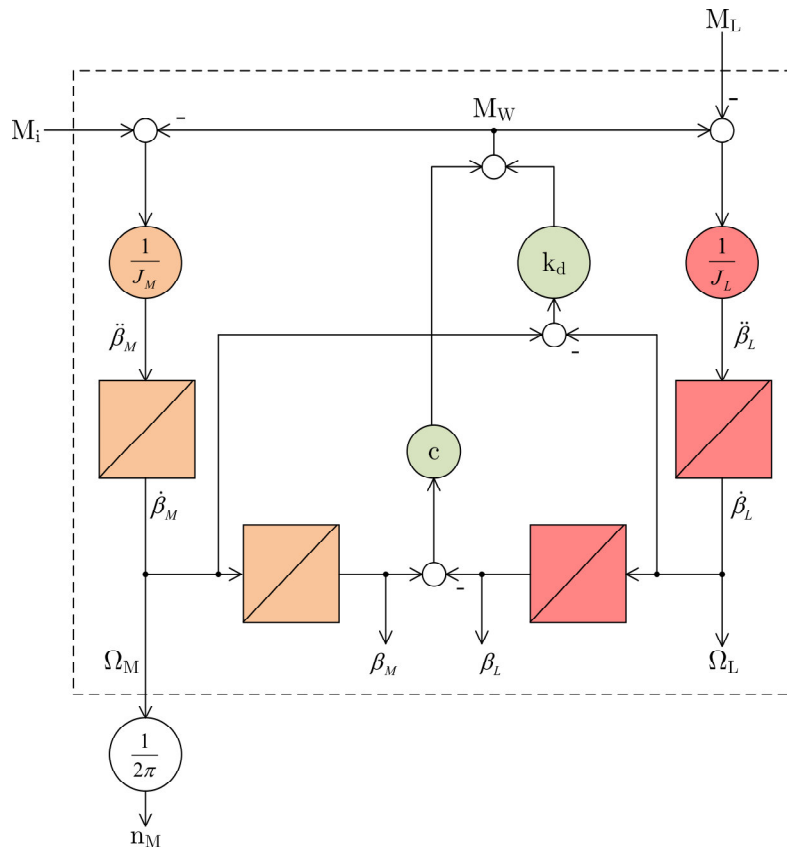 M_L
M_i - M_W -
1/J_M k_d 1/J_L
β̈_M - β̈_L
c
β̇_M β̇_L
-
Ω_M β_M β_L Ω_L
1/2π
n_M